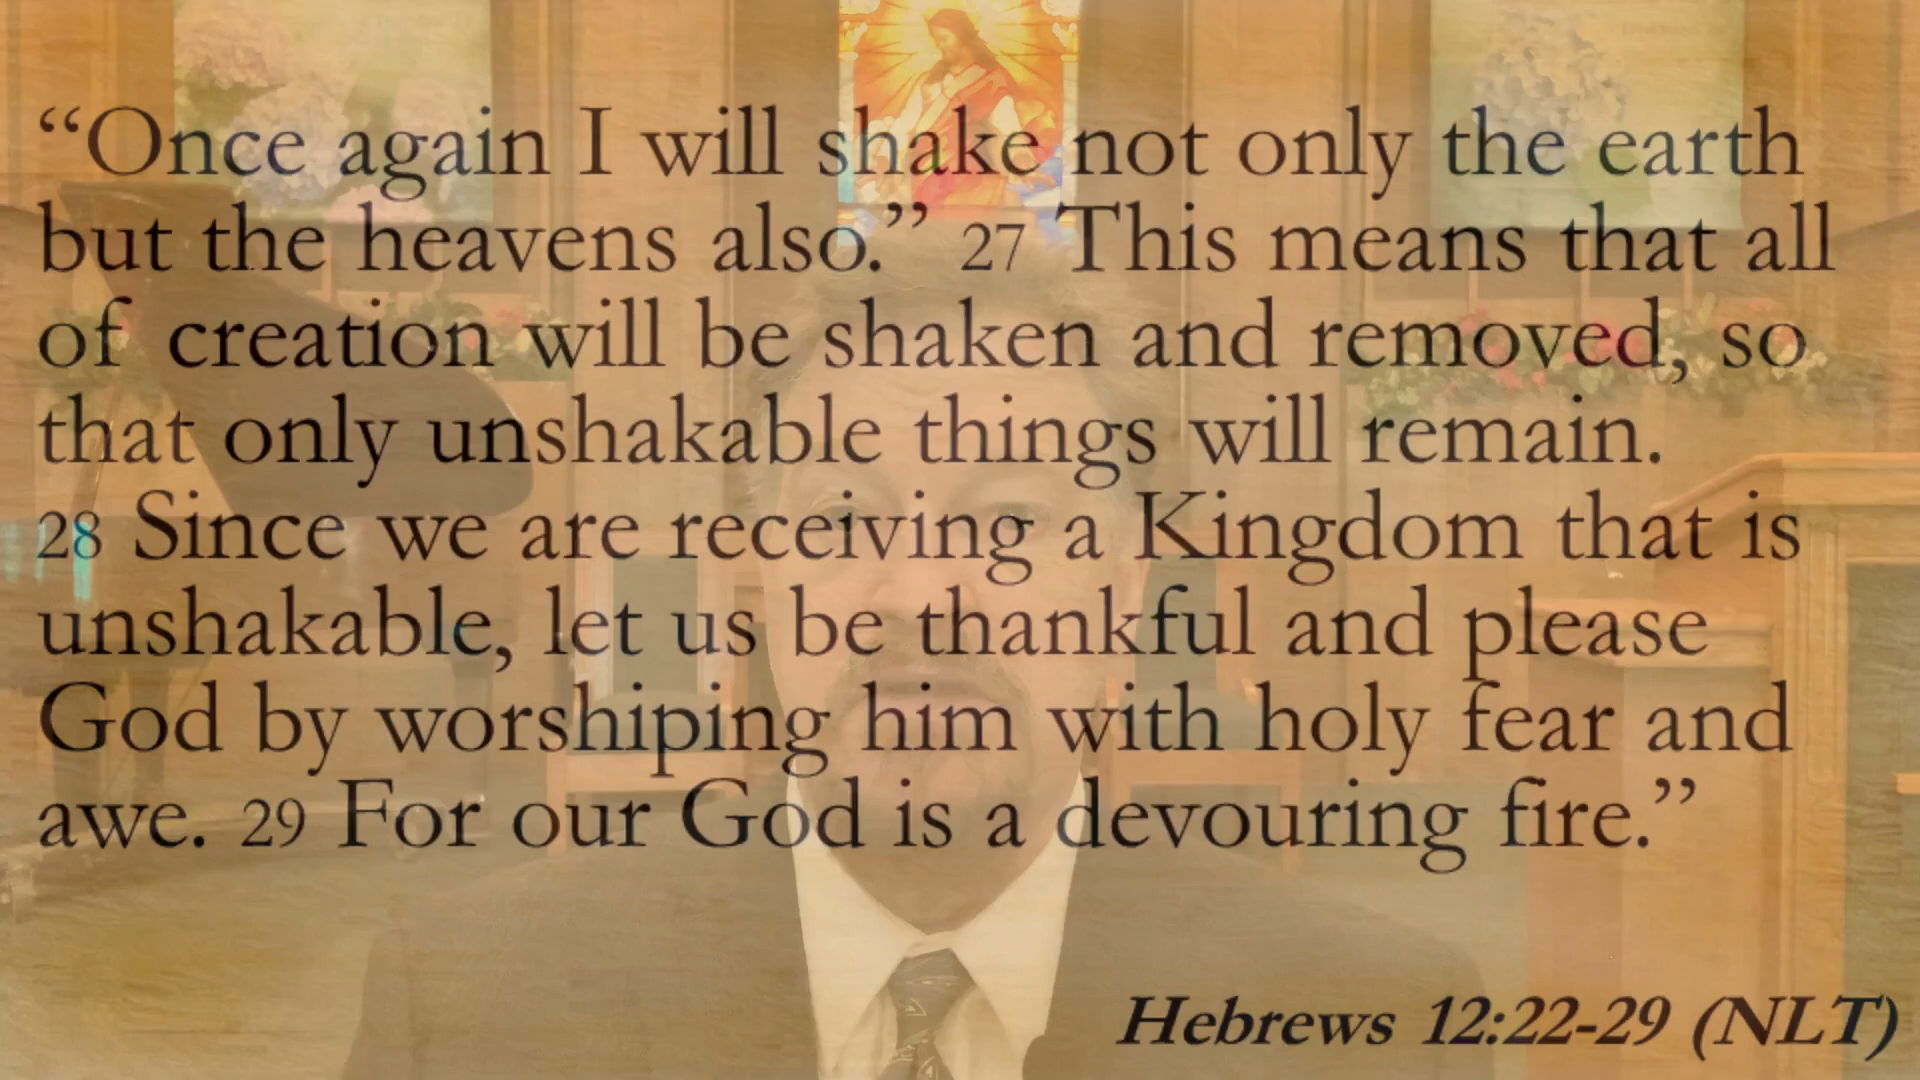 “Once again I will shake not only the earth
but the heavens also.” 27 This means that all
of creation will be shaken and removed, so
that only unshakable things will remain.
28 Since we are receiving a Kingdom that is
unshakable, let us be thankful and please
God by worshiping him with holy fear and
awe. 29 For our God is a devouring fire.”
Hebrews 12:22-29 (NLT)